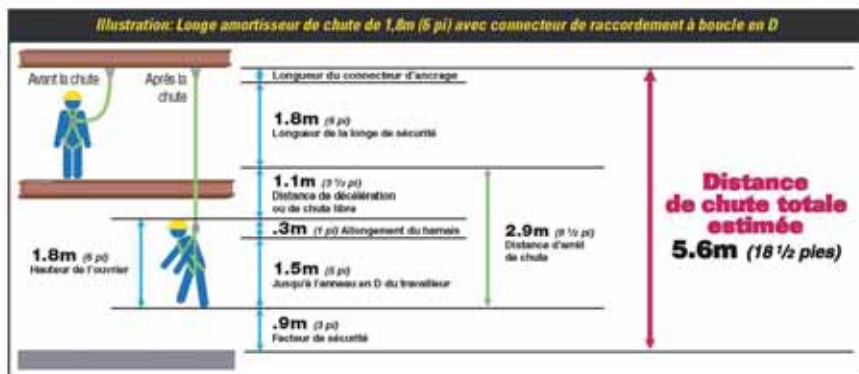 Illustration: Longe amortisseur de chute de 1,8m (6 pi) avec connecteur de raccordement à boucle en D
Avant la chute
Après la
chute
Longueur du connecteur d'ancrage
1.8m (6 pi)
Longueur de la longe de sécurité
1.1m (3 ½ pi)
Distance de décélération
ou de chute libre
.3m (1 pi) Allongement du harnais
1.8m (6 pi)
Hauteur de l'ouvrier
1.5m (5 pi)
Jusqu'à l'anneau en D du travailleur
2.9m (9 ½ pi)
Distance d'arrêt
de chute
.9m (3 pi)
Facteur de sécurité
Distance
de chute totale
estimée
5.6m (18 ½ pies)